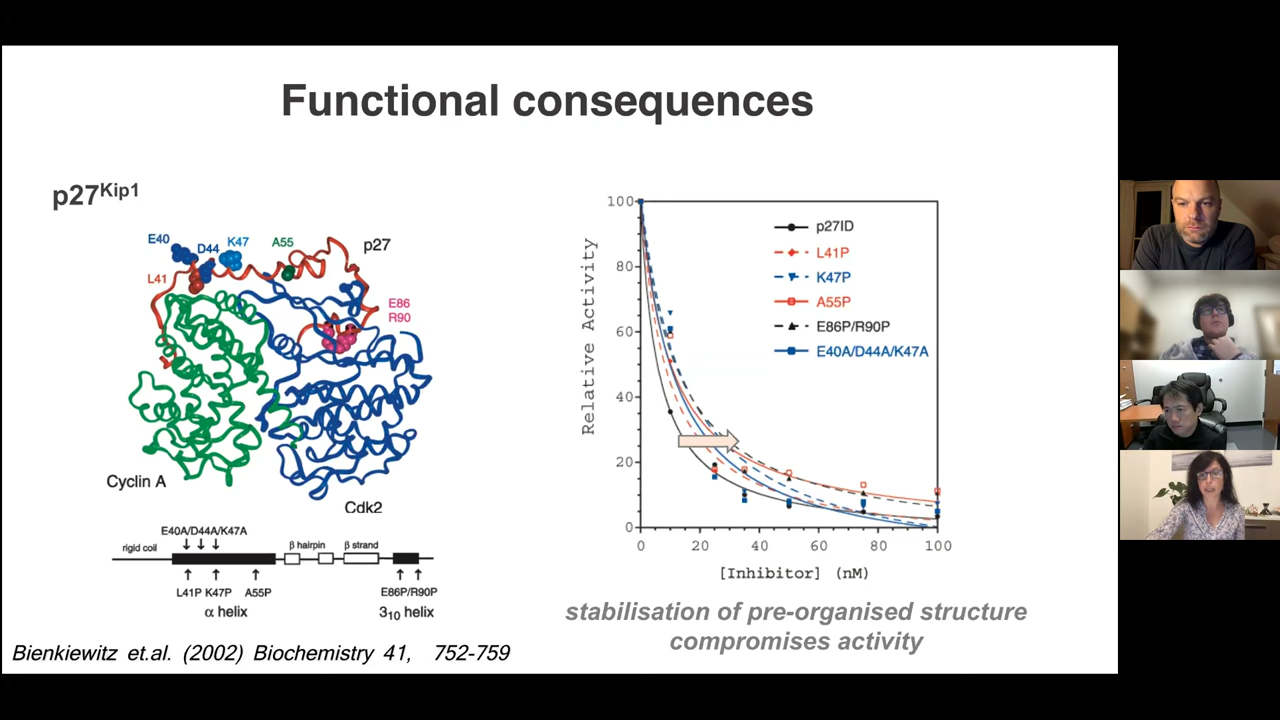 Functional consequences
p27Kip1
E40
D44
K47
A55
p27
L41
E86
R90
Cyclin A
Cdk2
E40A/D44A/K47A
rigid coil
β hairpin
β strand
L41P K47P A55P
E86P/R90P
α helix
310 helix
Bienkiewitz et.al. (2002) Biochemistry 41, 752-759
Relative Activity
100
80
60
40
20
0
p27ID
L41P
K47P
A55P
E86P/R90P
E40A/D44A/K47A
0 20 40 60 80 100
[Inhibitor] (nM)
stabilisation of pre-organised structure
compromises activity